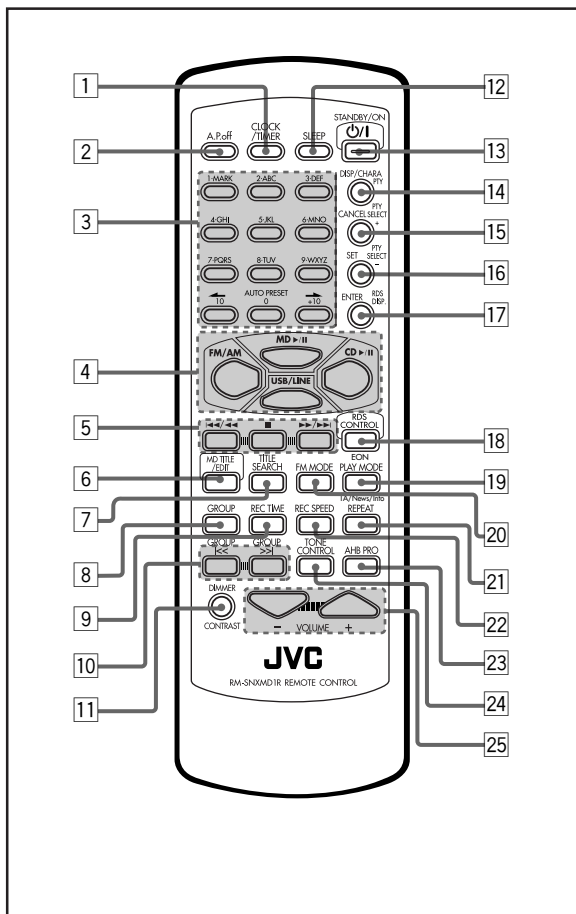 1
12
STANDBY/ON
CLOCK
/TIMER
A.P.off
SLEEP
⏻/I
2
13
DISP/CHARA
PTY
14
1·MARK 2·ABC 3·DEF
3
PTY
CANCEL SELECT
+
15
4·GHI 5·JKL 6·MNO
SET PTY
SELECT
–
16
7·PQRS 8·TUV 9·WXYZ
ENTER RDS
DISP.
17
10 AUTO PRESET
0 +10
MD ►/II
FM/AM CD ►/II
4
USB/LINE
5
I◄◄/◄◄ ■ ►►/►►I
RDS
CONTROL
18
EON
6
MD TITLE
/EDIT
TITLE
SEARCH
FM MODE PLAY MODE
19
TA/News/Info
7
20
GROUP REC TIME REC SPEED REPEAT
8
21
9
GROUP
I<<
GROUP
>>I
TONE
CONTROL
AHB PRO
22
10
DIMMER
CONTRAST
23
11
– VOLUME +
24
JVC
RM-SNXMD1R REMOTE CONTROL
25